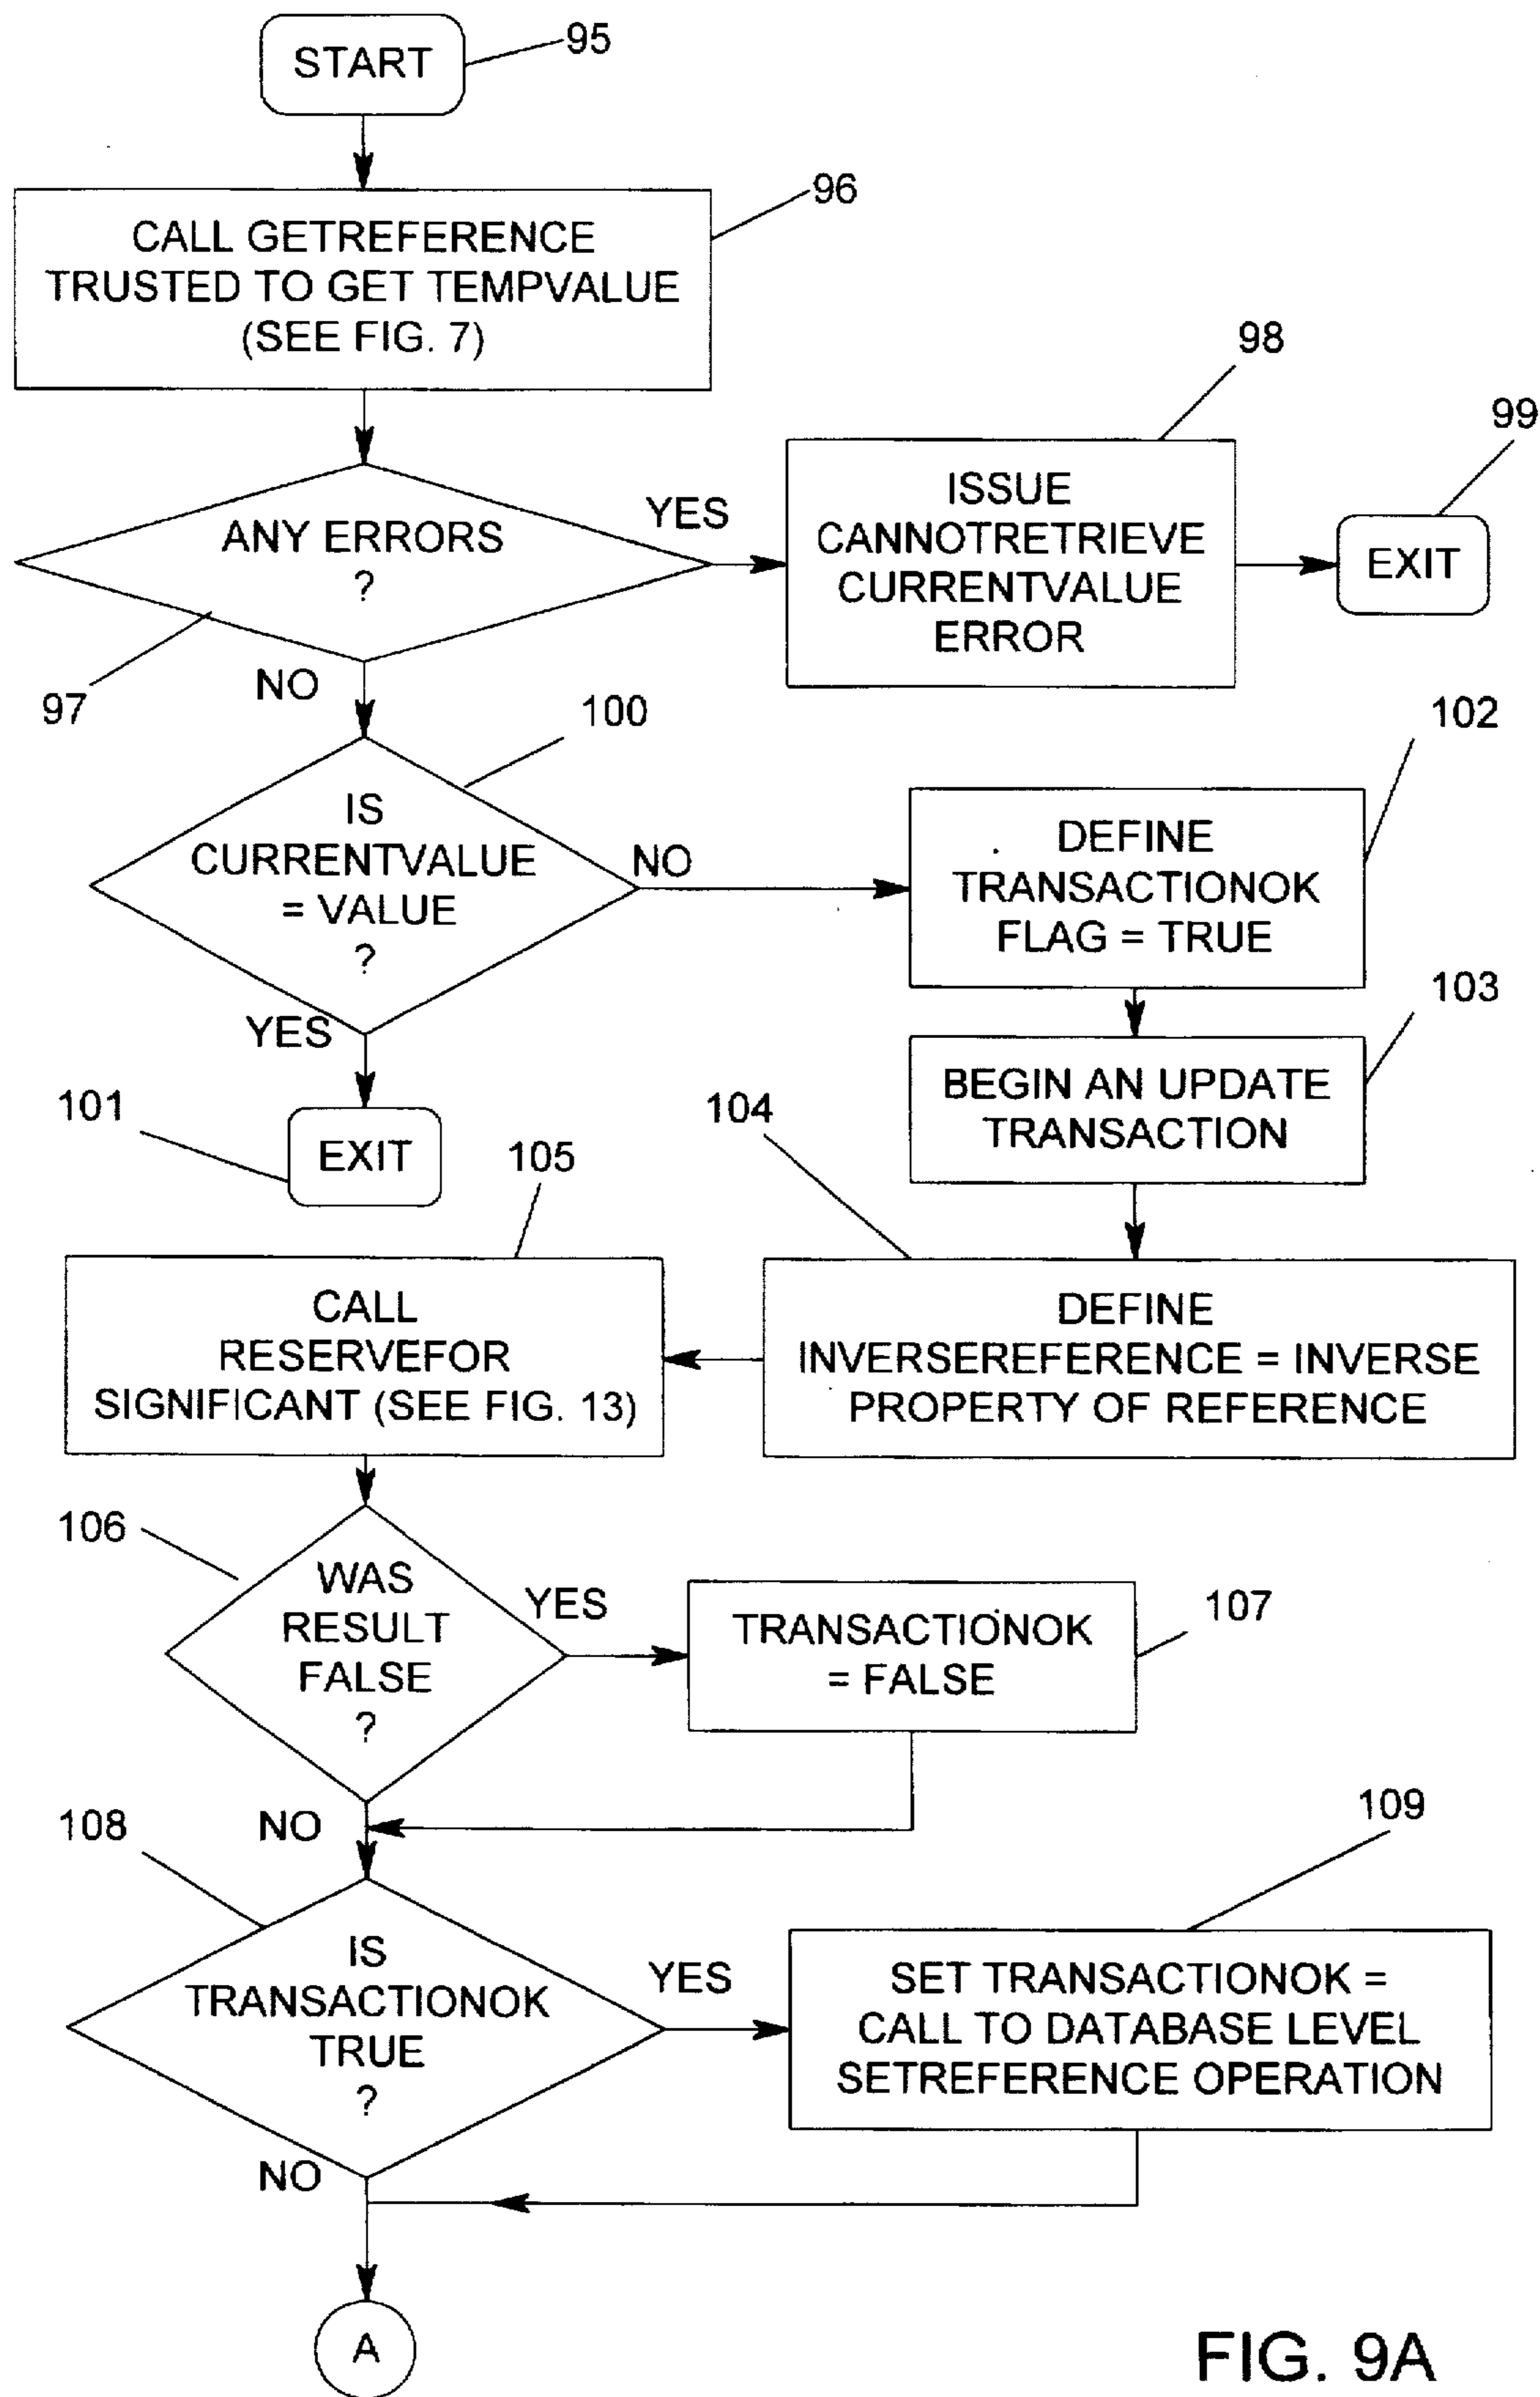 START
95
CALL GETREFERENCE
TRUSTED TO GET TEMPVALUE
(SEE FIG. 7)
96
ANY ERRORS
?
97
YES
NO
ISSUE
CANNOTRETRIEVE
CURRENTVALUE
ERROR
98
EXIT
99
IS
CURRENTVALUE
= VALUE
?
100
NO
YES
EXIT
101
DEFINE
TRANSACTIONOK
FLAG = TRUE
102
BEGIN AN UPDATE
TRANSACTION
103
DEFINE
INVERSEREFERENCE = INVERSE
PROPERTY OF REFERENCE
104
CALL
RESERVEFOR
SIGNIFICANT (SEE FIG. 13)
105
WAS
RESULT
FALSE
?
106
YES
NO
TRANSACTIONOK
= FALSE
107
IS
TRANSACTIONOK
TRUE
?
108
YES
NO
SET TRANSACTIONOK =
CALL TO DATABASE LEVEL
SETREFERENCE OPERATION
109
A
FIG. 9A